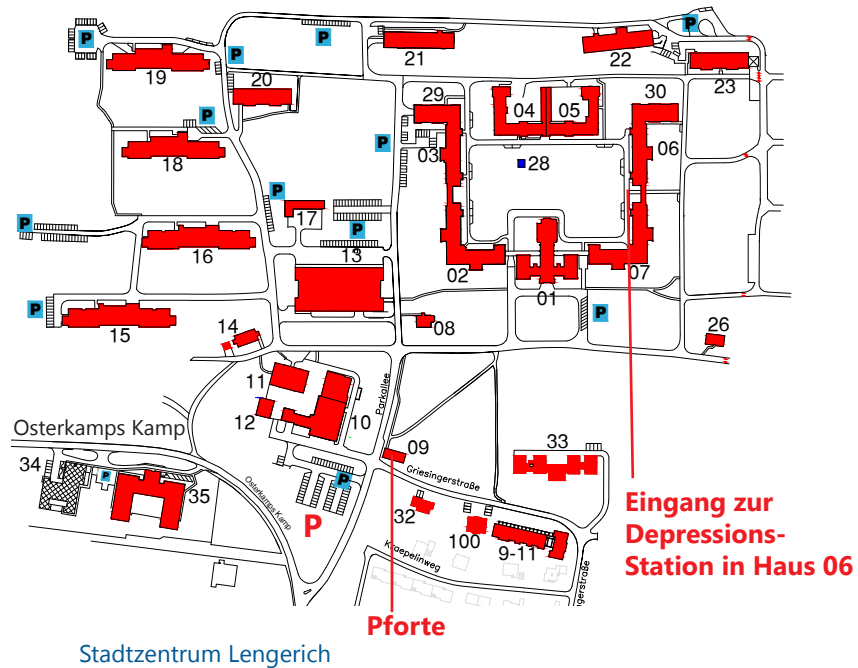 P
P
P
21
22
19
23
20
P
29
04
05
30
P
P
03
06
18
28
P
17
P
P
16
13
02
07
01
P
15
08
P
14
26
11
Parkallee
12
10
Osterkamps Kamp
09
33
34
Griesingerstraße
P
P
35
Osterkamps Kamp
32
P
100
9-11
Kraepelinweg
ngerstraße
Eingang zur
Depressions-
Station in Haus 06
Pforte
Stadtzentrum Lengerich